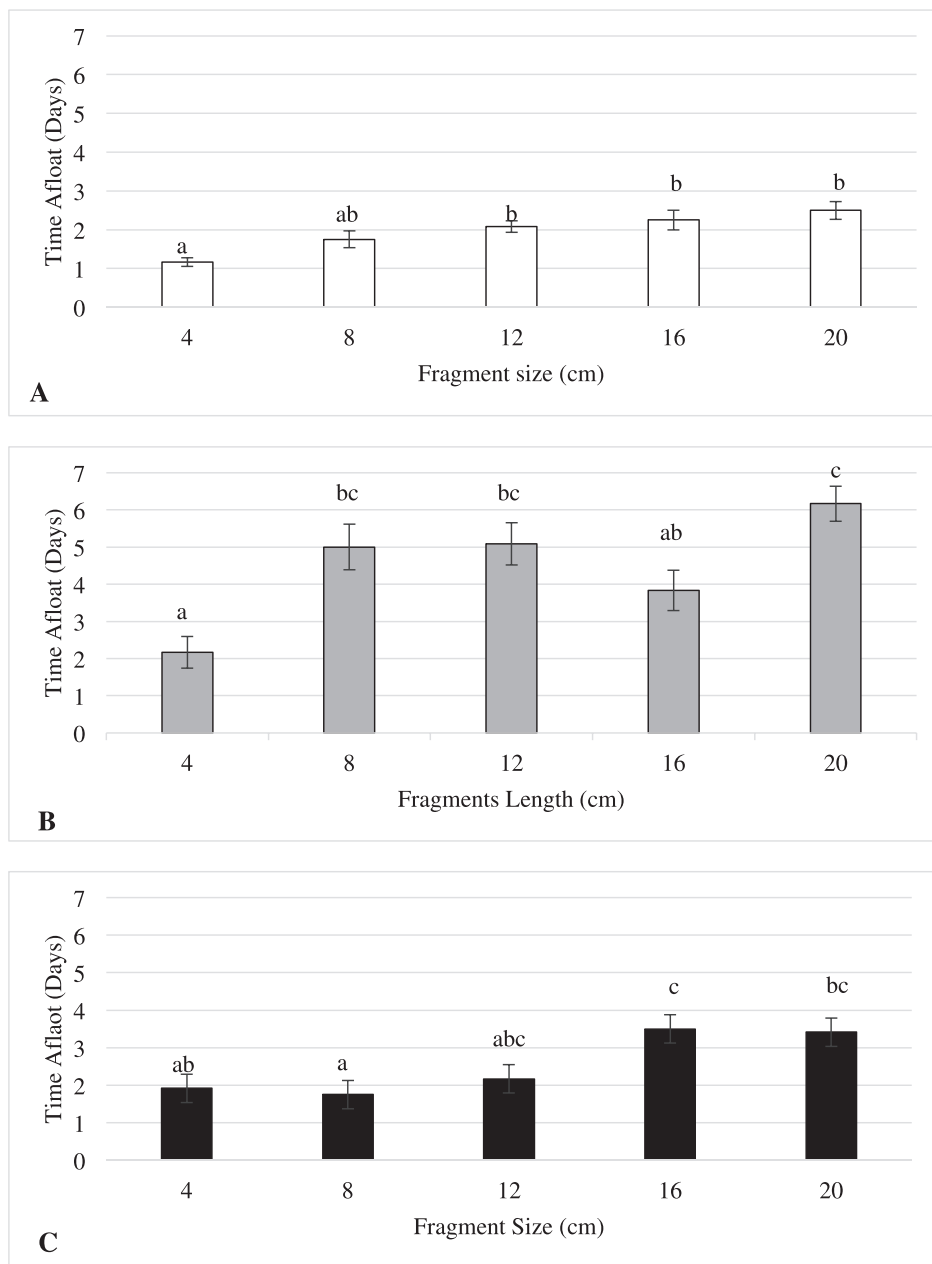 7
6
5
4
3
2
1
0
Time Afloat (Days)
a
ab
b
b
b
4 8 12 16 20
Fragment size (cm)
A
7
6
5
4
3
2
1
0
Time Afloat (Days)
a
bc
bc
ab
c
4 8 12 16 20
Fragments Length (cm)
B
7
6
5
4
3
2
1
0
Time Aflaot (Days)
ab
a
abc
c
bc
4 8 12 16 20
Fragment Size (cm)
C